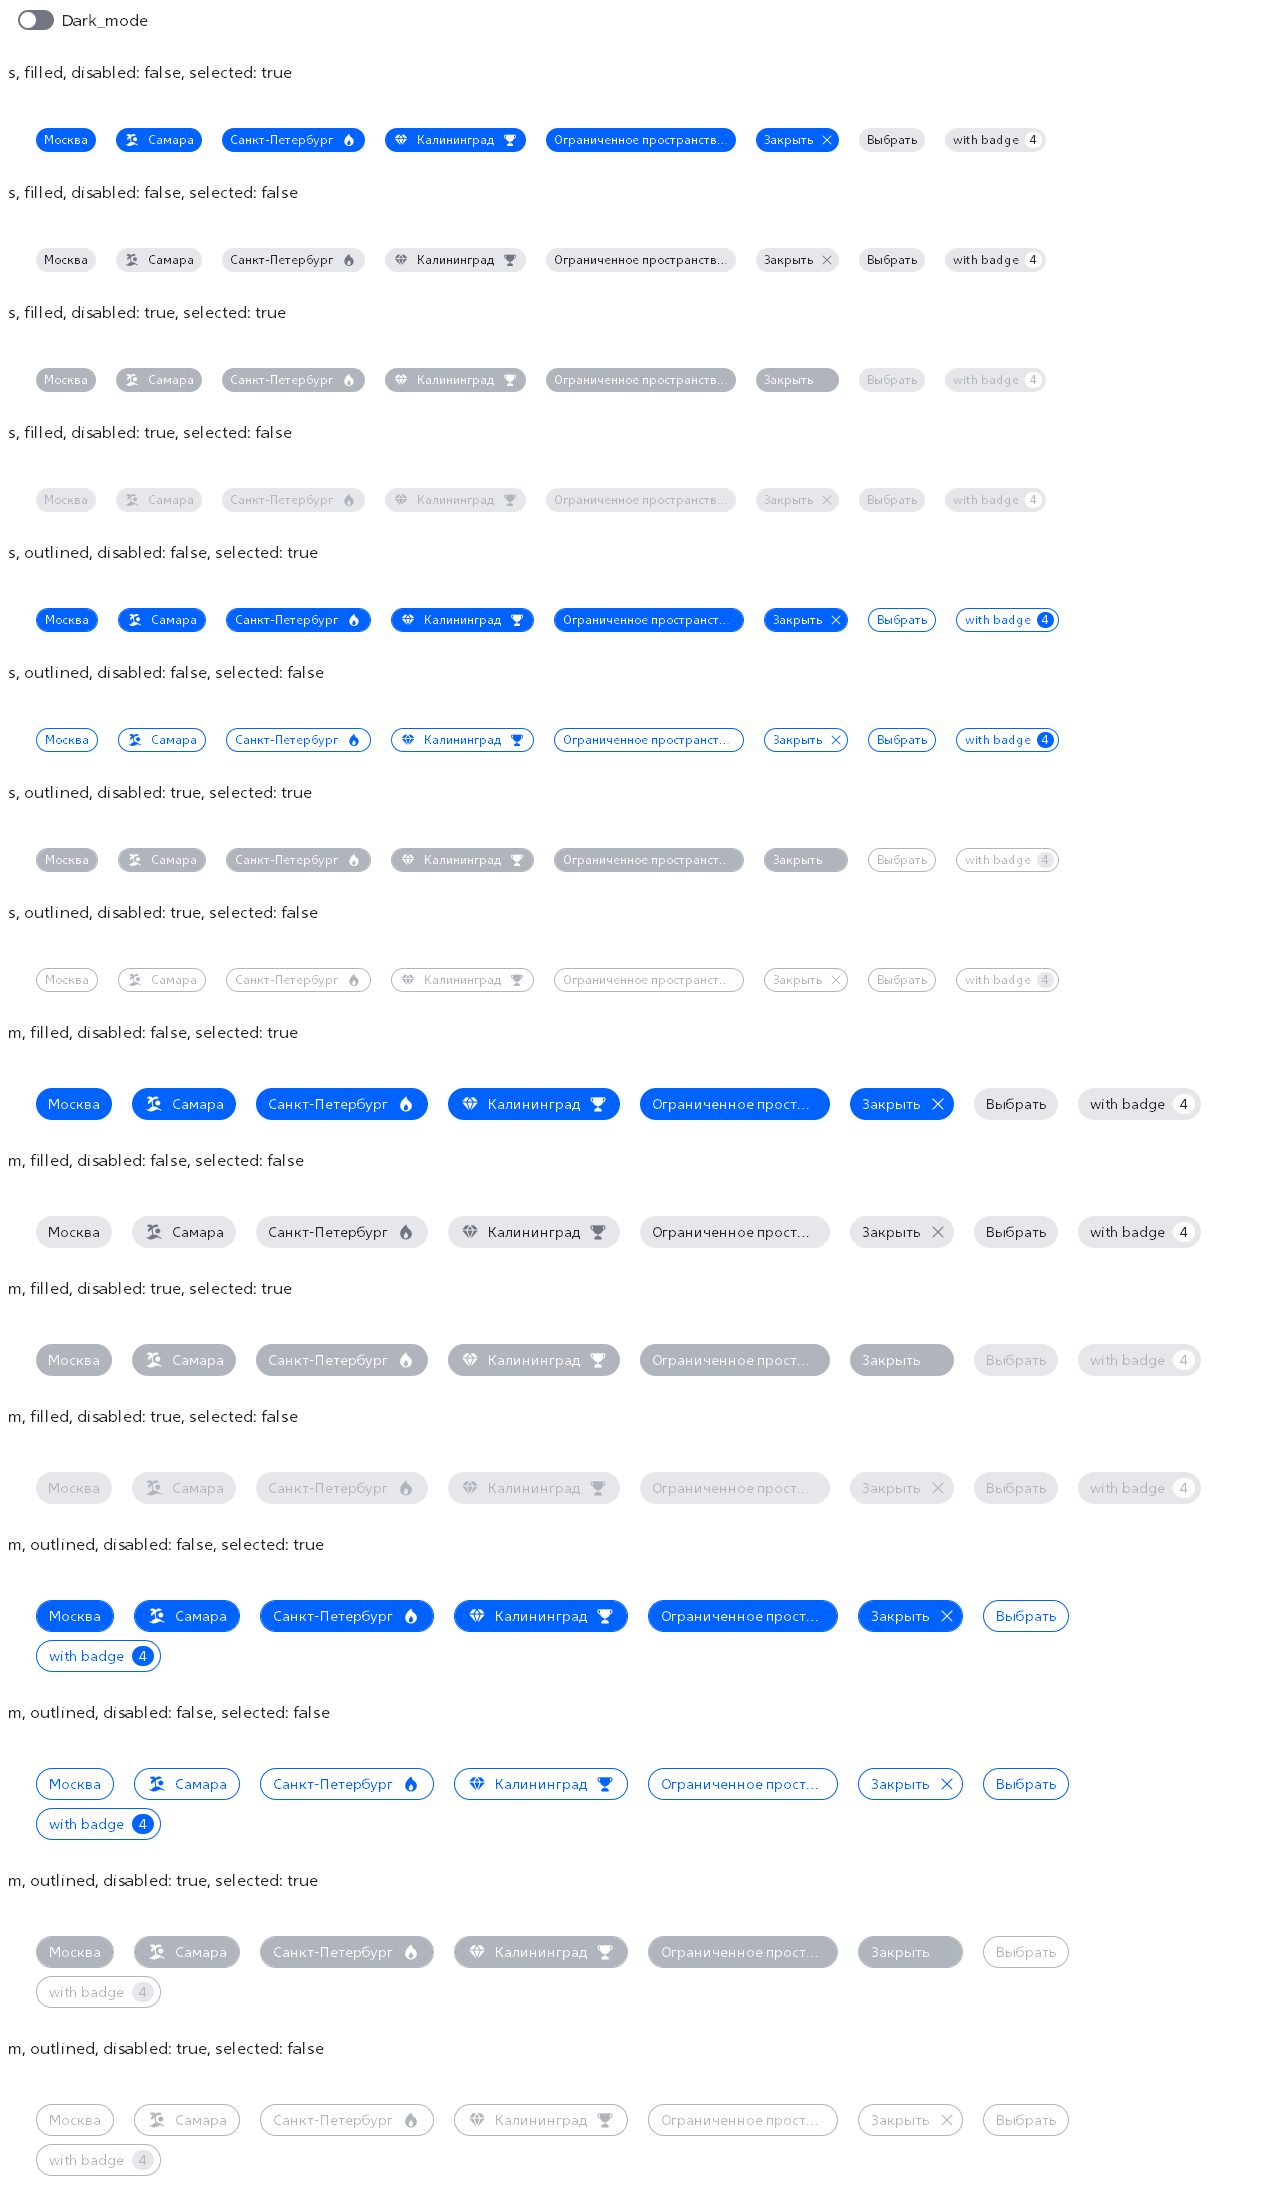 Dark_mode
s, filled, disabled: false, selected: true
Москва Самара Санкт-Петербург Калининград Ограниченное пространств... Закрыть Выбрать with badge 4
s, filled, disabled: false, selected: false
Москва Самара Санкт-Петербург Калининград Ограниченное пространств... Закрыть Выбрать with badge 4
s, filled, disabled: true, selected: true
Москва Самара Санкт-Петербург Калининград Ограниченное пространств... Закрыть Выбрать with badge 4
s, filled, disabled: true, selected: false
Москва Самара Санкт-Петербург Калининград Ограниченное пространств... Закрыть Выбрать with badge 4
s, outlined, disabled: false, selected: true
Москва Самара Санкт-Петербург Калининград Ограниченное пространст... Закрыть Выбрать with badge 4
s, outlined, disabled: false, selected: false
Москва Самара Санкт-Петербург Калининград Ограниченное пространст... Закрыть Выбрать with badge 4
s, outlined, disabled: true, selected: true
Москва Самара Санкт-Петербург Калининград Ограниченное пространст... Закрыть Выбрать with badge 4
s, outlined, disabled: true, selected: false
Москва Самара Санкт-Петербург Калининград Ограниченное пространст... Закрыть Выбрать with badge 4
m, filled, disabled: false, selected: true
Москва Самара Санкт-Петербург Калининград Ограниченное прост... Закрыть Выбрать with badge 4
m, filled, disabled: false, selected: false
Москва Самара Санкт-Петербург Калининград Ограниченное прост... Закрыть Выбрать with badge 4
m, filled, disabled: true, selected: true
Москва Самара Санкт-Петербург Калининград Ограниченное прост... Закрыть Выбрать with badge 4
m, filled, disabled: true, selected: false
Москва Самара Санкт-Петербург Калининград Ограниченное прост... Закрыть Выбрать with badge 4
m, outlined, disabled: false, selected: true
Москва Самара Санкт-Петербург Калининград Ограниченное прост... Закрыть Выбрать
with badge 4
m, outlined, disabled: false, selected: false
Москва Самара Санкт-Петербург Калининград Ограниченное прост... Закрыть Выбрать
with badge 4
m, outlined, disabled: true, selected: true
Москва Самара Санкт-Петербург Калининград Ограниченное прост... Закрыть Выбрать
with badge 4
m, outlined, disabled: true, selected: false
Москва Самара Санкт-Петербург Калининград Ограниченное прост... Закрыть Выбрать
with badge 4